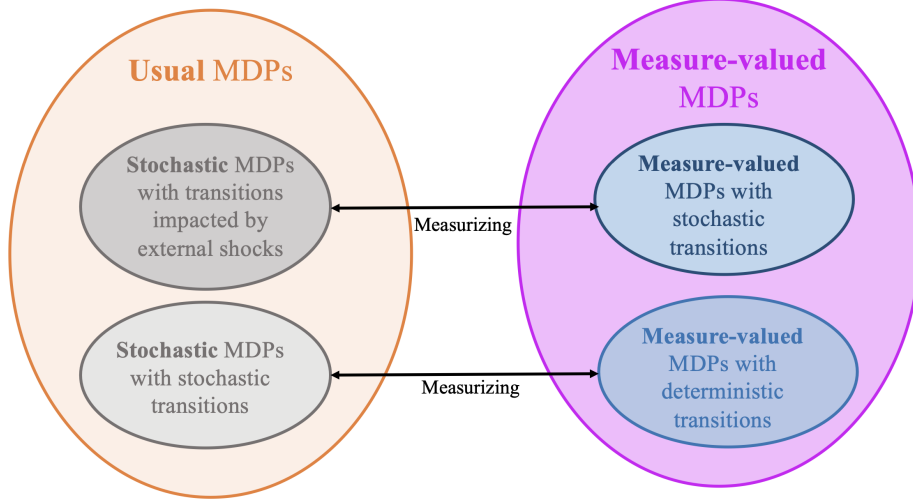 Usual MDPs
Stochastic MDPs
with transitions
impacted by
external shocks
Stochastic MDPs
with stochastic
transitions
Measurizing
Measurizing
Measure-valued
MDPs
Measure-valued
MDPs with
stochastic
transitions
Measure-valued
MDPs with
deterministic
transitions